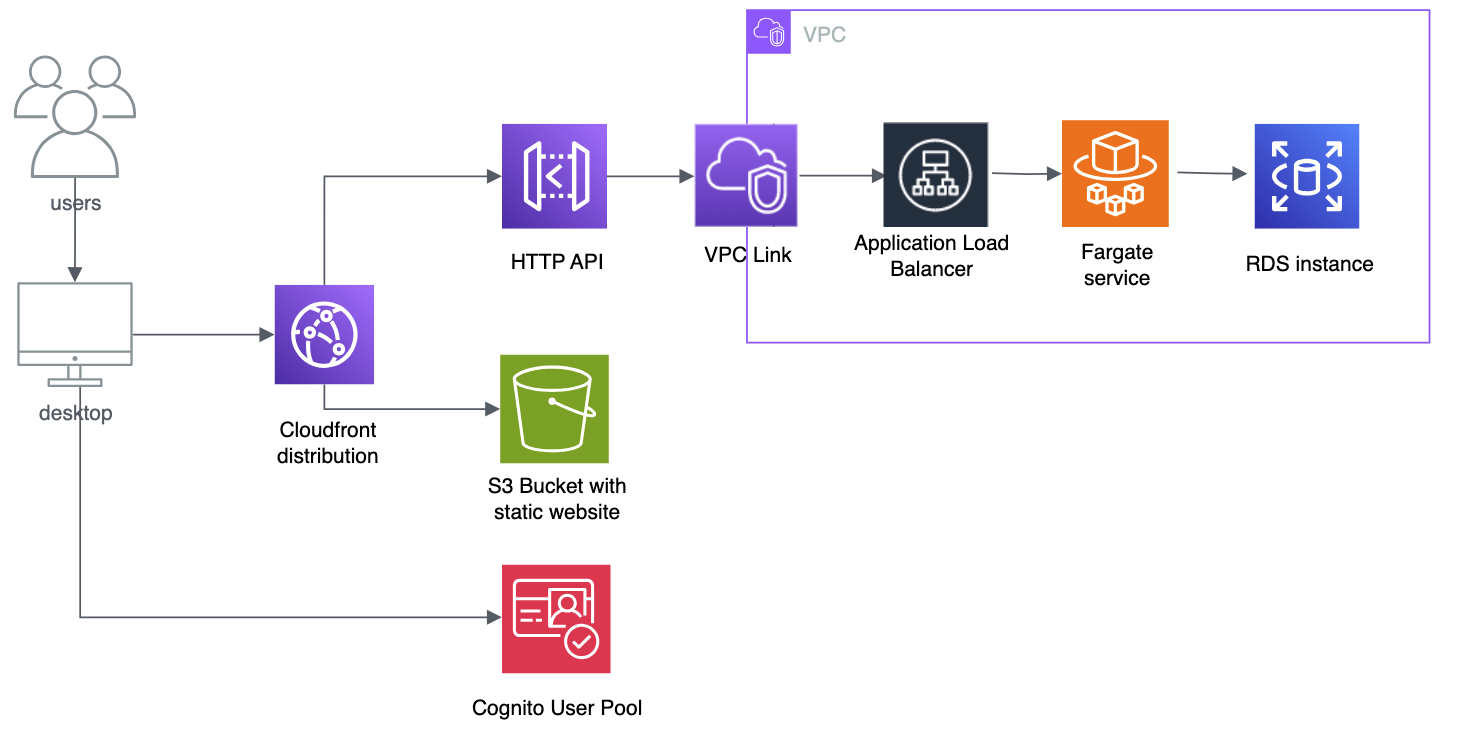 VPC
users
HTTP API
VPC Link
Application Load
Balancer
Fargate
service
RDS instance
desktop
Cloudfront
distribution
S3 Bucket with
static website
Cognito User Pool